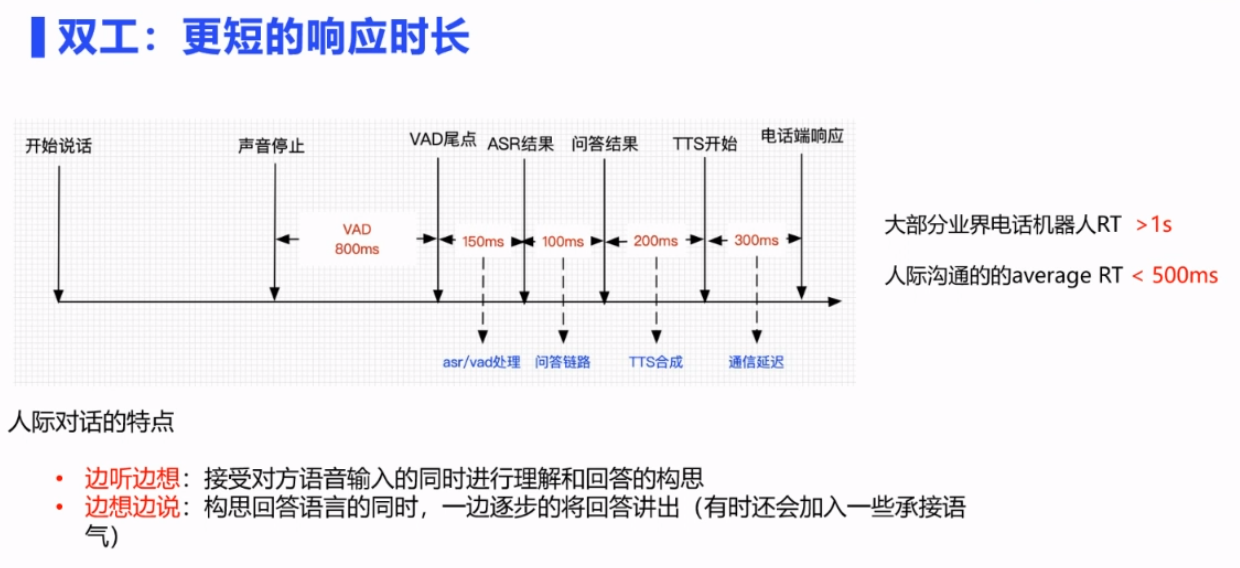 双工：更短的响应时长
开始说话
声音停止
VAD尾点
ASR结果
问答结果
TTS开始
电话端响应
VAD
800ms
150ms
100ms
200ms
300ms
asr/vad处理
问答链路
TTS合成
通信延迟
大部分业界电话机器人RT >1s
人际沟通的的average RT < 500ms
人际对话的特点
• 边听边想：接受对方语音输入的同时进行理解和回答的构思
• 边想边说：构思回答语言的同时，一边逐步的将回答讲出（有时还会加入一些承接语
气）